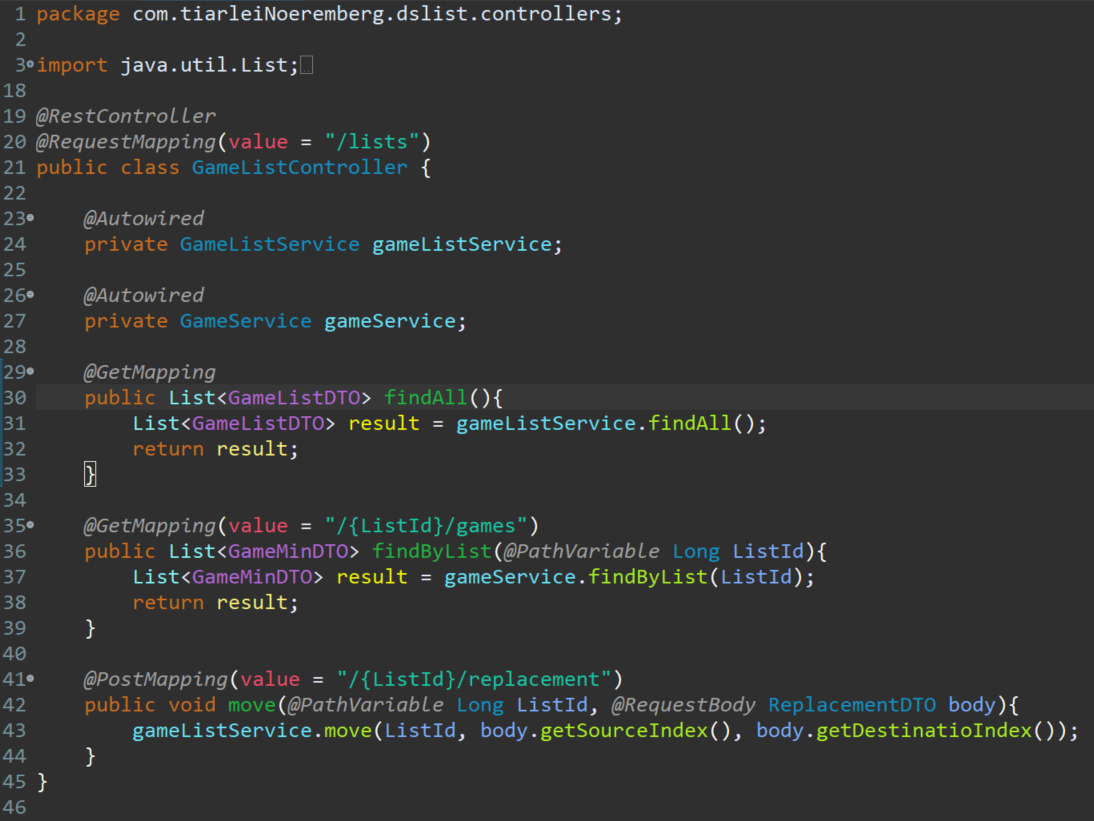 1 package com.tiarleiNoeremberg.dslist.controllers;
2
3 import java.util.List;
18
19 @RestController
20 @RequestMapping(value = "/lists")
21 public class GameListController {
22
23 @Autowired
24 private GameListService gameListService;
25
26 @Autowired
27 private GameService gameService;
28
29 @GetMapping
30 public List<GameListDTO> findAll(){
31 List<GameListDTO> result = gameListService.findAll();
32 return result;
33 }
34
35 @GetMapping(value = "/{ListId}/games")
36 public List<GameMinDTO> findByList(@PathVariable Long ListId){
37 List<GameMinDTO> result = gameService.findByList(ListId);
38 return result;
39 }
40
41 @PostMapping(value = "/{ListId}/replacement")
42 public void move(@PathVariable Long ListId, @RequestBody ReplacementDTO body){
43 gameListService.move(ListId, body.getSourceIndex(), body.getDestinatioIndex());
44 }
45 }
46